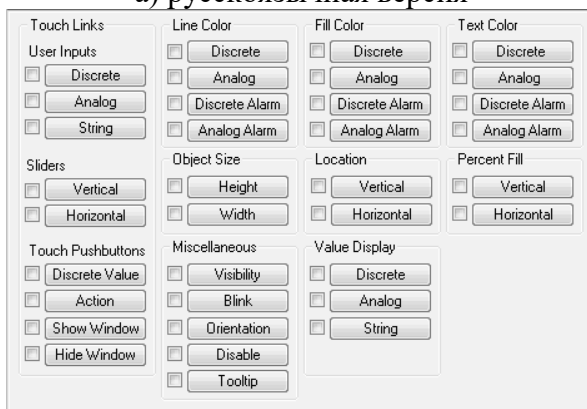 а) русскоязычная версия
Touch Links
User Inputs
Discrete
Analog
String
Sliders
Vertical
Horizontal
Touch Pushbuttons
Discrete Value
Action
Show Window
Hide Window
Line Color
Discrete
Analog
Discrete Alarm
Analog Alarm
Fill Color
Discrete
Analog
Discrete Alarm
Analog Alarm
Text Color
Discrete
Analog
Discrete Alarm
Analog Alarm
Object Size
Height
Width
Location
Vertical
Horizontal
Percent Fill
Vertical
Horizontal
Miscellaneous
Visibility
Blink
Orientation
Disable
Tooltip
Value Display
Discrete
Analog
String